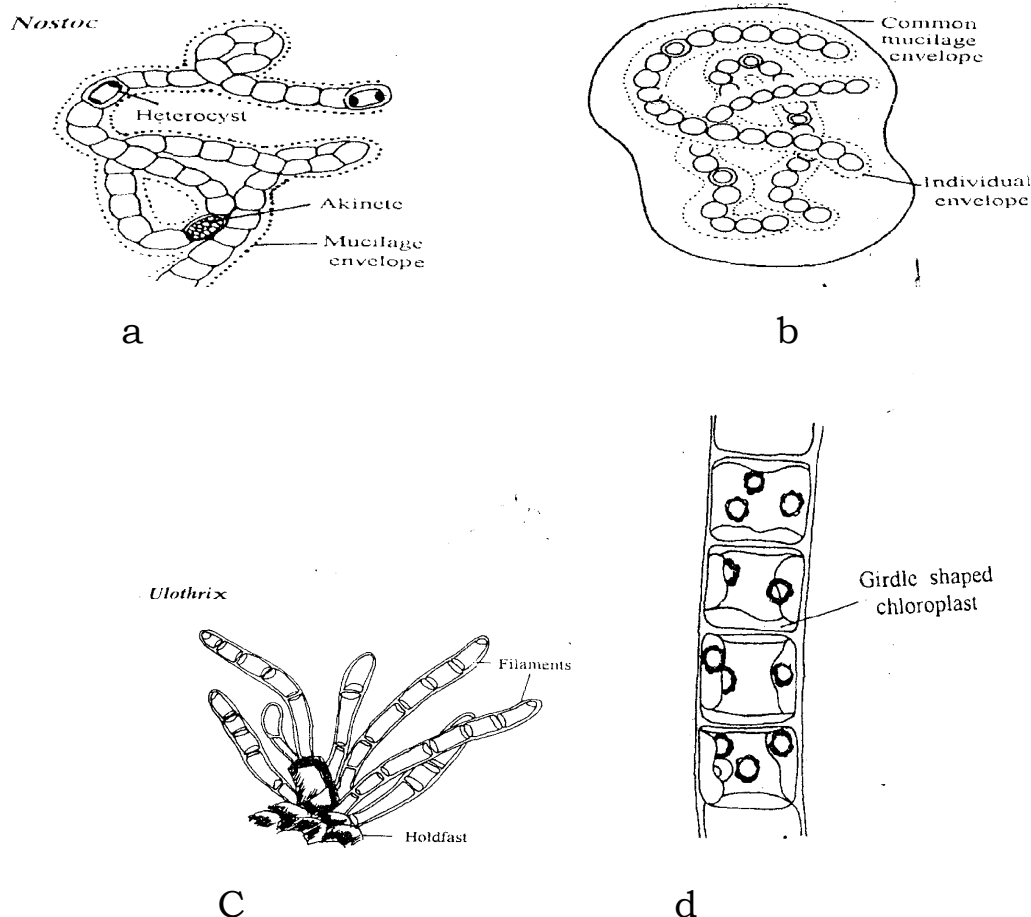 Nostoc
Heterocyst
Akinete
Mucilage
envelope
a
Common
mucilage
envelope
Individual
envelope
b
Ulothrix
Filaments
Holdfast
C
Girdle shaped
chloroplast
d